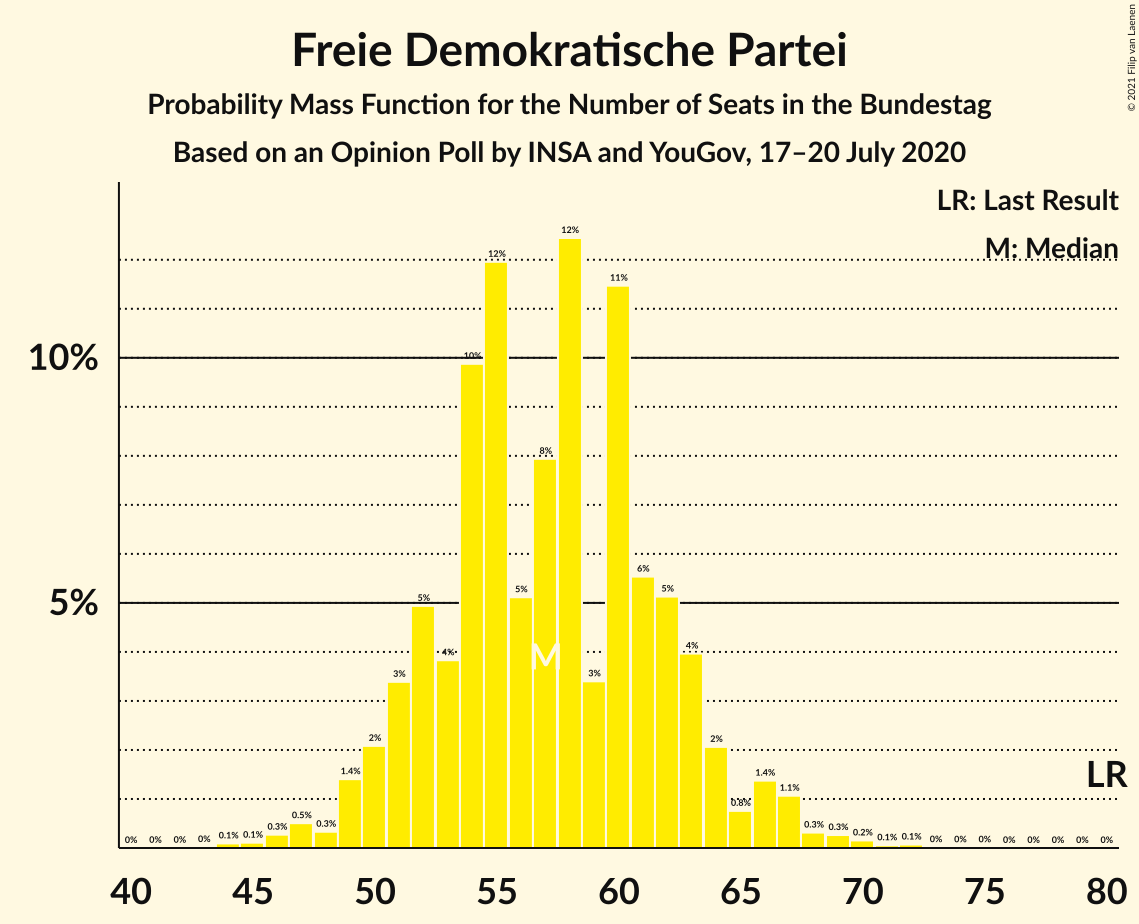 Freie Demokratische Partei
Probability Mass Function for the Number of Seats in the Bundestag
Based on an Opinion Poll by INSA and YouGov, 17–20 July 2020
© 2021 Filip van Laenen
LR: Last Result
M: Median
10%
5%
0% 0% 0% 0% 0.1% 0.1% 0.3% 0.5% 0.3% 1.4% 2% 3% 5% 4% 10% 12% 5% 8% 12% 3% 11% 6% 5% 4% 2% 0.8% 1.4% 1.1% 0.3% 0.3% 0.2% 0.1% 0.1% 0% 0% 0% 0% 0% 0% 0% 0%
M
LR
40 45 50 55 60 65 70 75 80